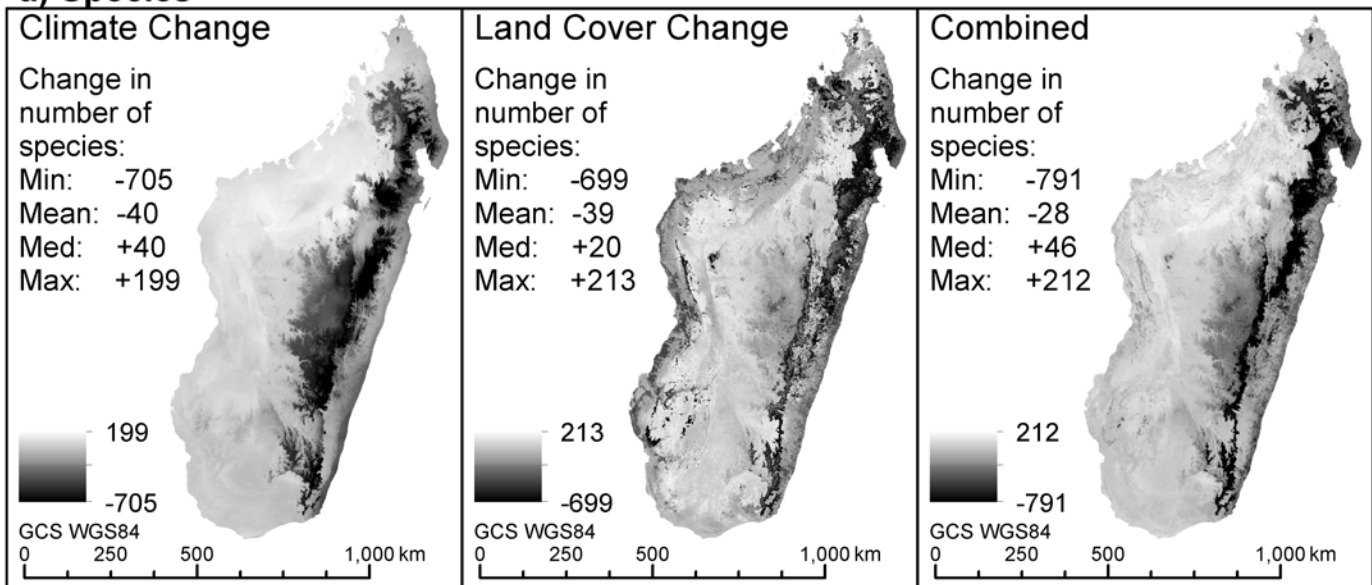 a) Species
Climate Change
Change in
number of
species:
Min: -705
Mean: -40
Med: +40
Max: +199
199
-705
GCS WGS84
0 250 500 1,000 km
Land Cover Change
Change in
number of
species:
Min: -699
Mean: -39
Med: +20
Max: +213
213
-699
GCS WGS84
0 250 500 1,000 km
Combined
Change in
number of
species:
Min: -791
Mean: -28
Med: +46
Max: +212
212
-791
GCS WGS84
0 250 500 1,000 km